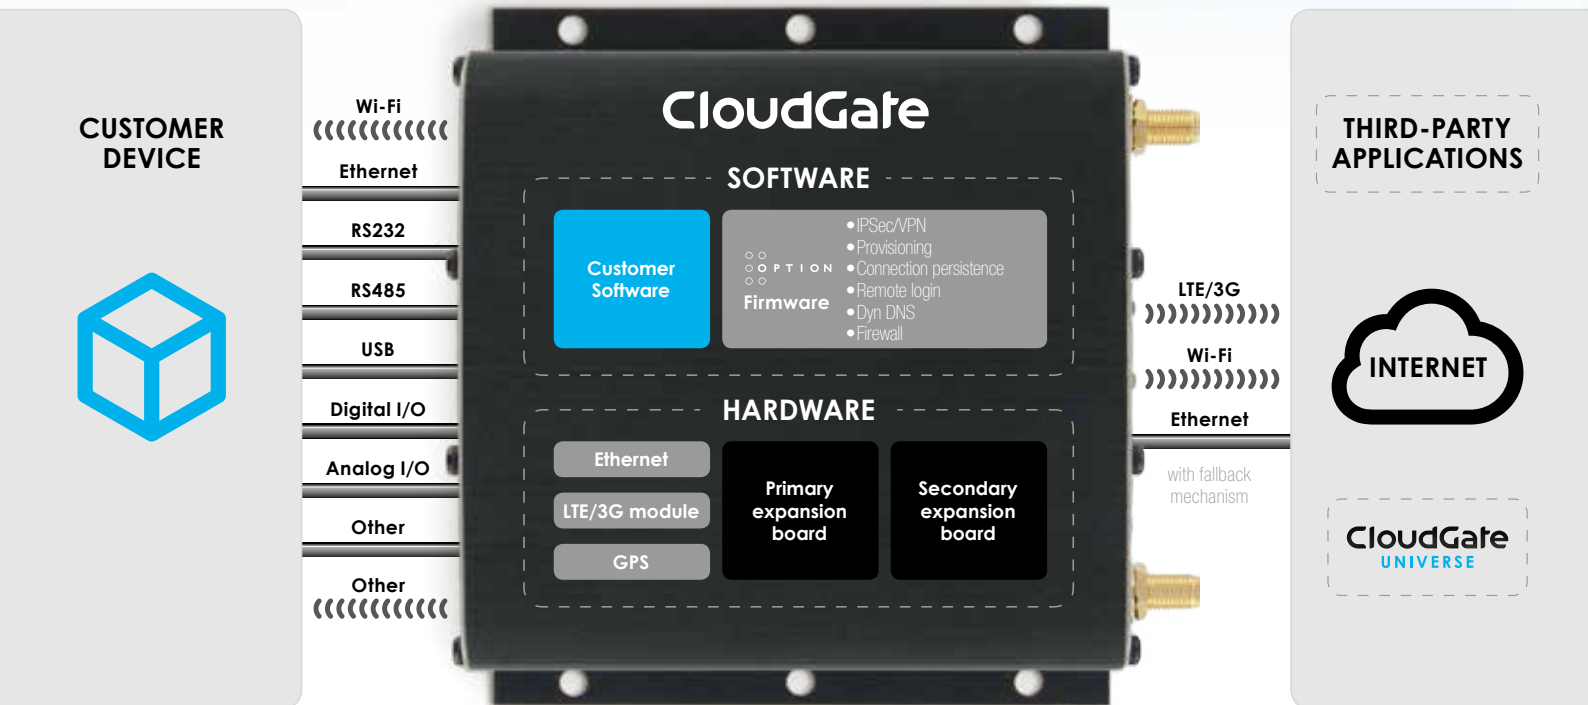 CUSTOMER
DEVICE
Wi-Fi
Ethernet
RS232
RS485
USB
Digital I/O
Analog I/O
Other
Other
CloudGate
SOFTWARE
Customer
Software
OPTION
Firmware
•IPSec/VPN
•Provisioning
•Connection persistence
•Remote login
•Dyn DNS
•Firewall
HARDWARE
Ethernet
LTE/3G module
GPS
Primary
expansion
board
Secondary
expansion
board
LTE/3G
Wi-Fi
Ethernet
with fallback
mechanism
THIRD-PARTY
APPLICATIONS
INTERNET
CloudGate
UNIVERSE